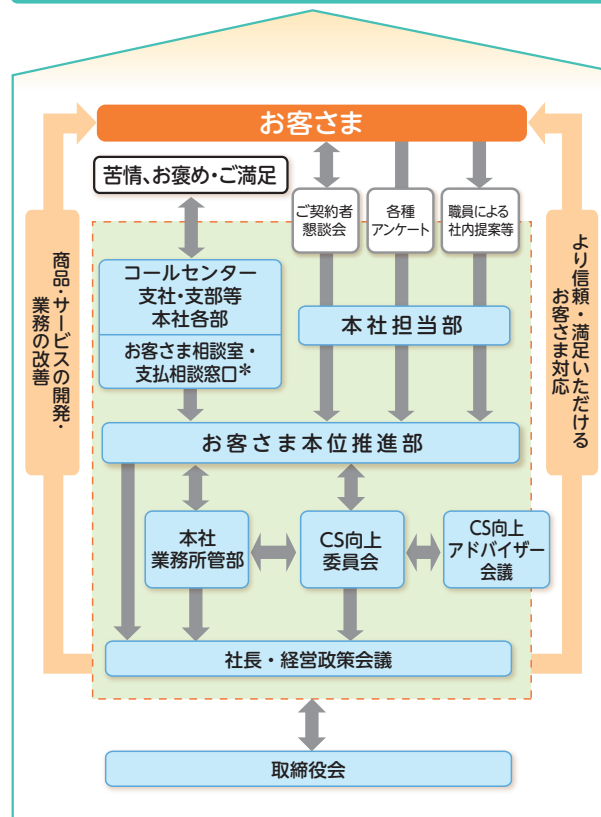 お客さま
苦情、お褒め・ご満足
ご契約者
懇談会
各種
アンケート
職員による
社内提案等
商品・サービスの開発・
業務の改善
より信頼・満足いただける
お客さま対応
コールセンター
支社・支部等
本社各部
お客さま相談室・
支払相談窓口*
本社担当部
お客さま本位推進部
本社
業務所管部
CS向上
委員会
CS向上
アドバイザー
会議
社長・経営政策会議
取締役会